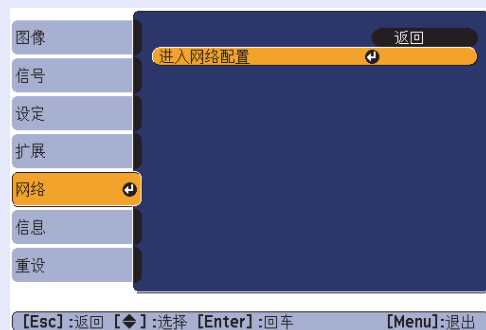 图像
信号
设定
扩展
网络
信息
重设
返回
进入网络配置
[Esc] :返回 [◆] :选择 [Enter] :回车 [Menu]:退出